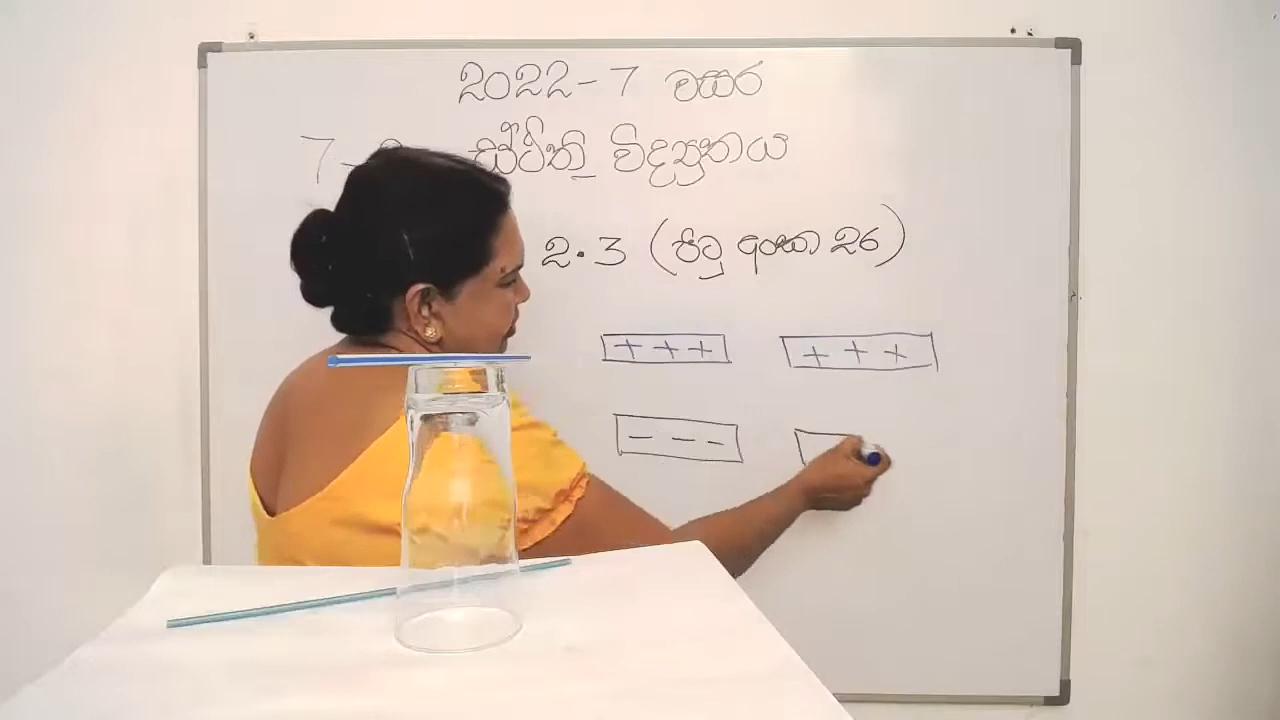 2022-7 වසර
7- ස්ථිති විද්‍යුතය
2.3 (පිටු අංක 26)
+ + +
+ + +
- - -